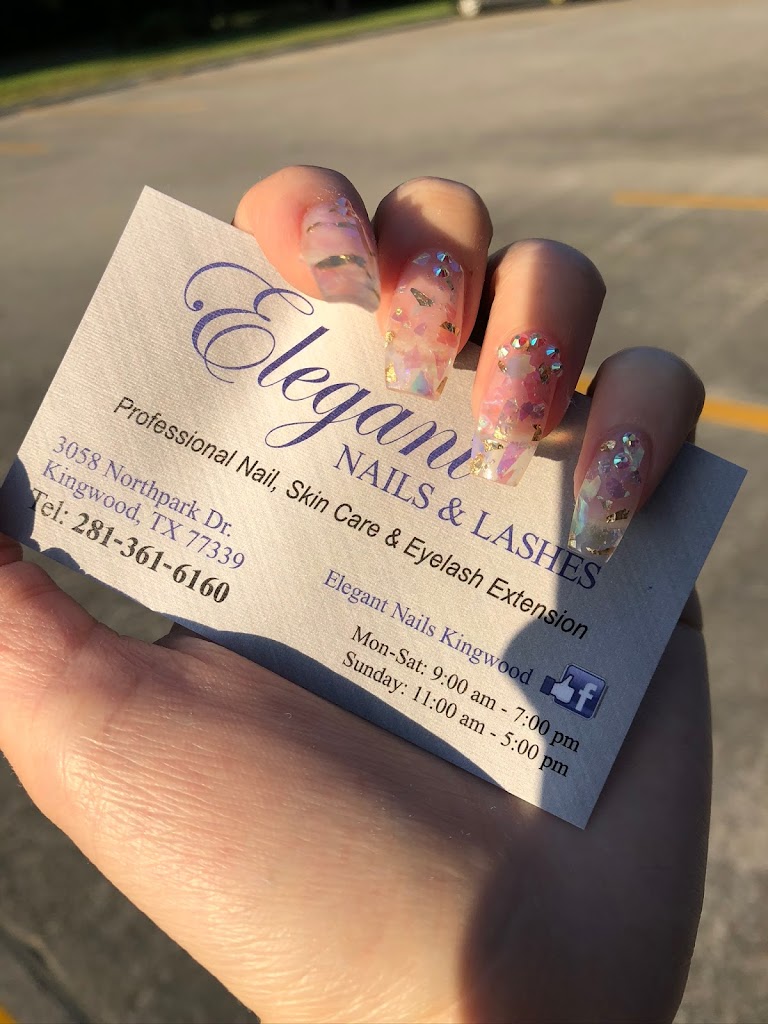 Elegant
NAILS & LASHES
Professional Nail, Skin Care & Eyelash Extension
3058 Northpark Dr.
Kingwood, TX 77339
Tel: 281-361-6160
Elegant Nails Kingwood
f
Mon-Sat: 9:00 am - 7:00 pm
Sunday: 11:00 am - 5:00 pm